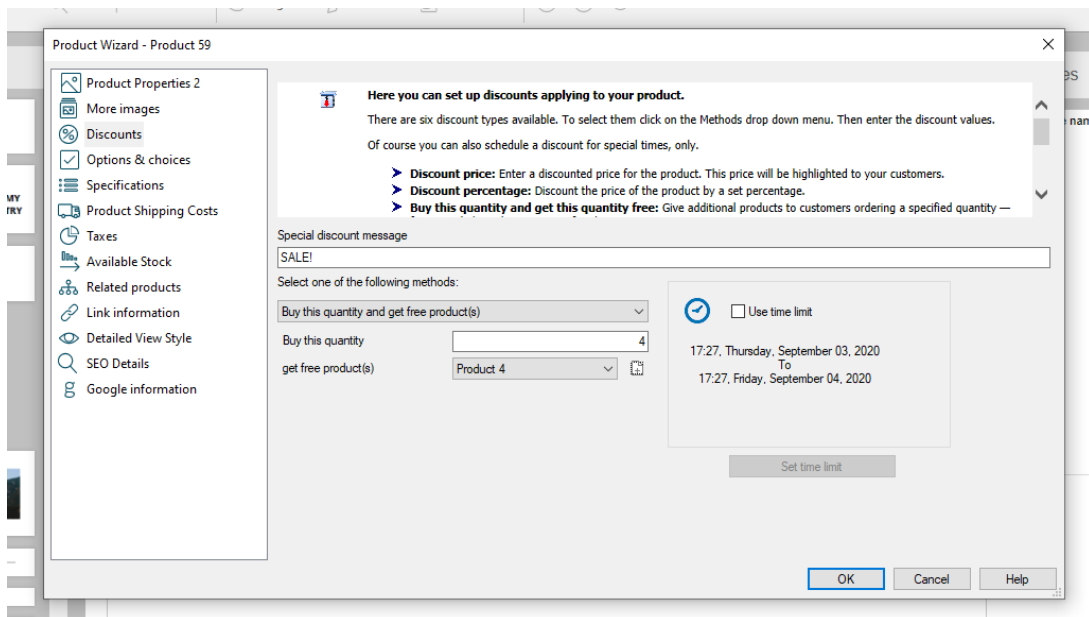 Product Wizard - Product 59
Product Properties 2
More images
Discounts
Options & choices
Specifications
Product Shipping Costs
Taxes
Available Stock
Related products
Link information
Detailed View Style
SEO Details
Google information
Here you can set up discounts applying to your product.
There are six discount types available. To select them click on the Methods drop down menu. Then enter the discount values.
Of course you can also schedule a discount for special times, only.
Discount price: Enter a discounted price for the product. This price will be highlighted to your customers.
Discount percentage: Discount the price of the product by a set percentage.
Buy this quantity and get this quantity free: Give additional products to customers ordering a specified quantity —
Special discount message
SALE!
Select one of the following methods:
Buy this quantity and get free product(s)
Buy this quantity
4
get free product(s)
Product 4
Use time limit
17:27, Thursday, September 03, 2020
To
17:27, Friday, September 04, 2020
Set time limit
OK
Cancel
Help